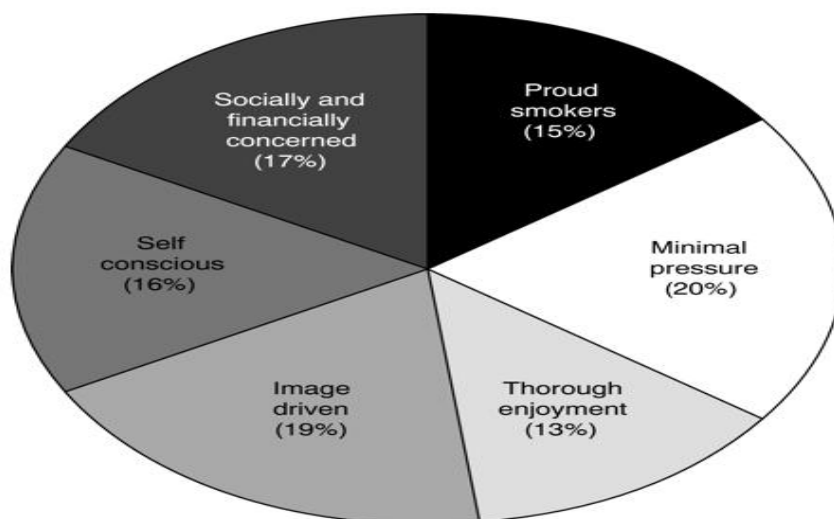 Proud
smokers
(15%)
Minimal
pressure
(20%)
Thorough
enjoyment
(13%)
Image
driven
(19%)
Self
conscious
(16%)
Socially and
financially
concerned
(17%)